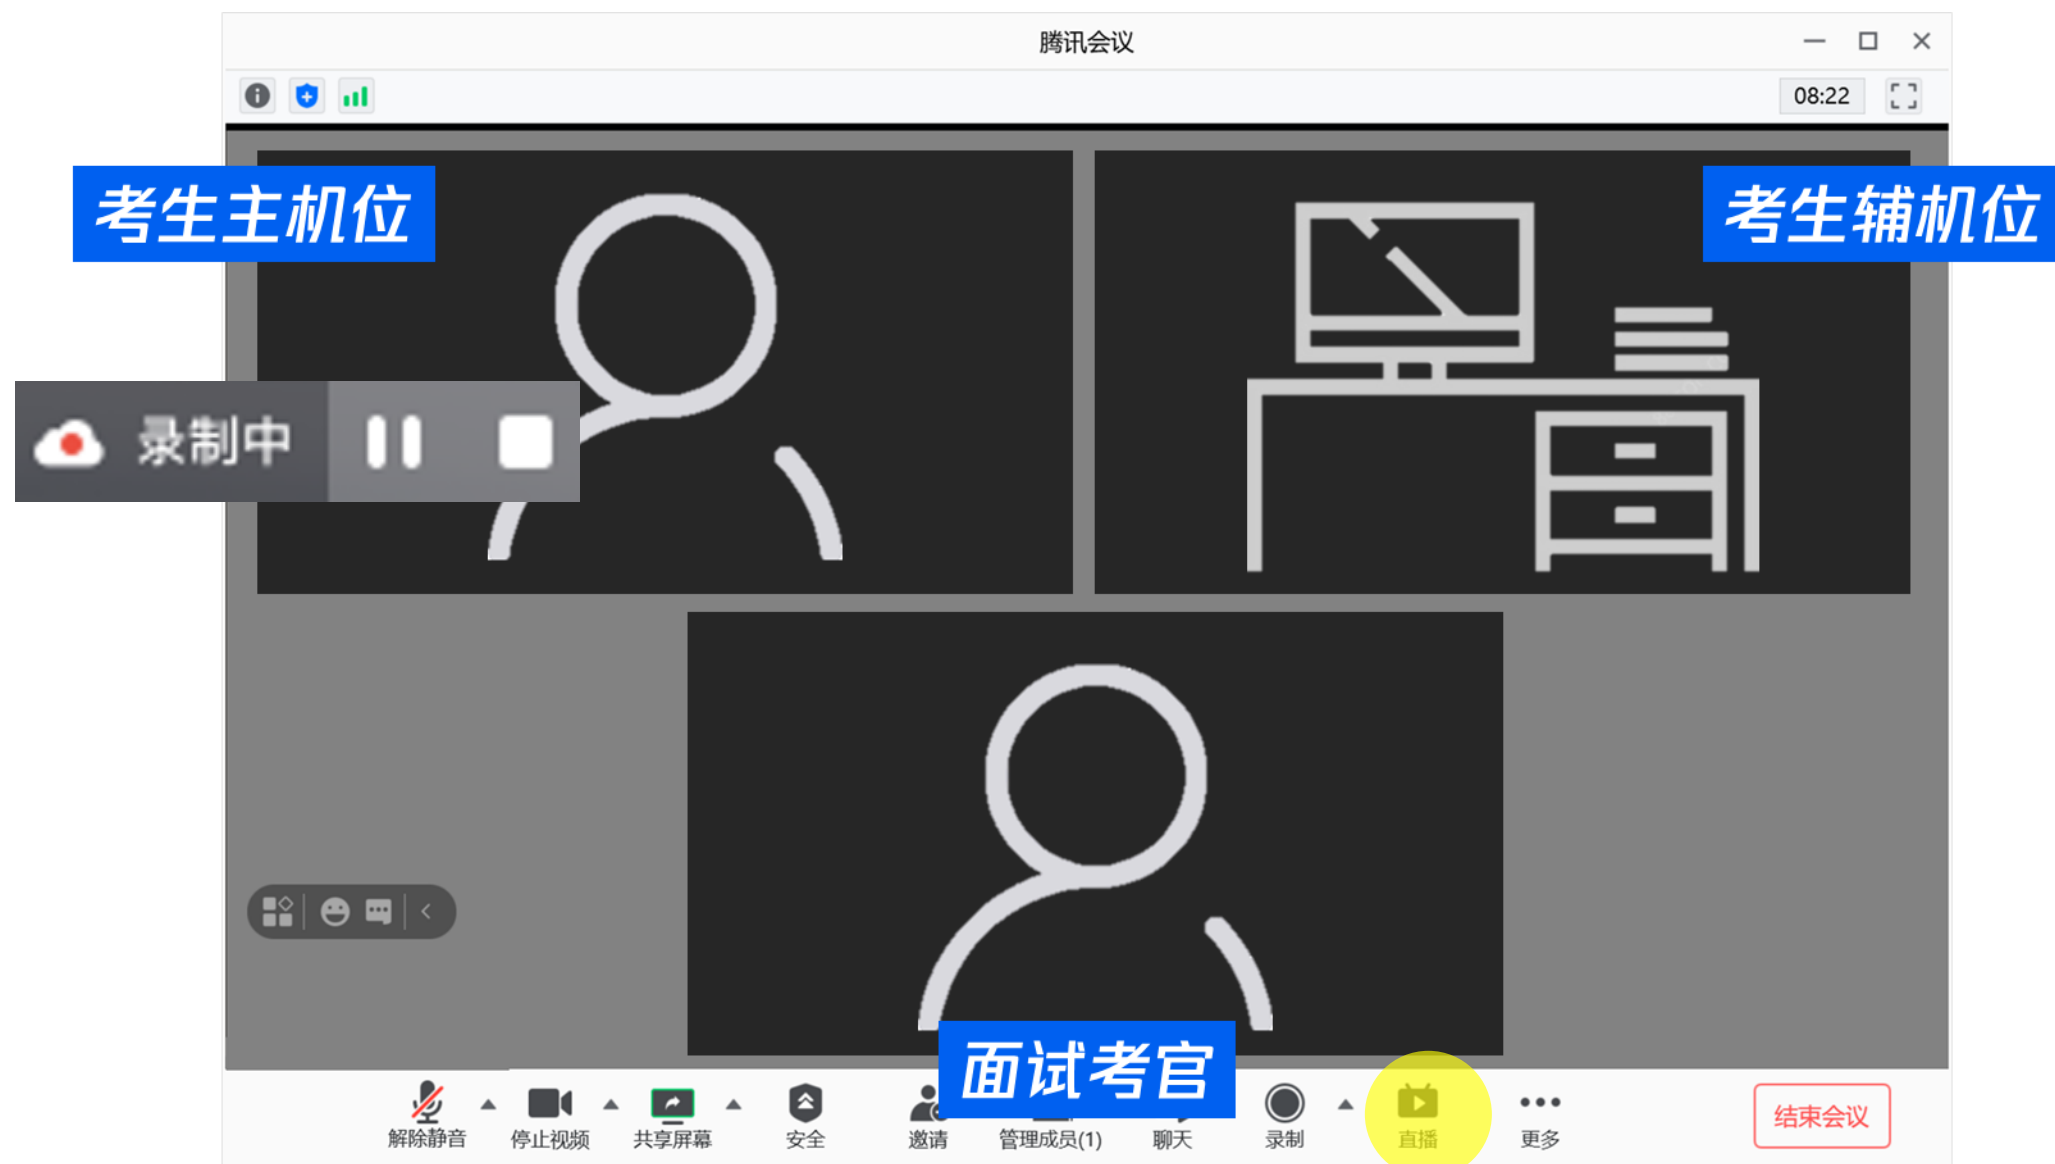 腾讯会议
08:22
考生主机位
考生辅机位
录制中
面试考官
解除静音
停止视频
共享屏幕
安全
邀请
管理成员(1)
聊天
录制
直播
更多
结束会议